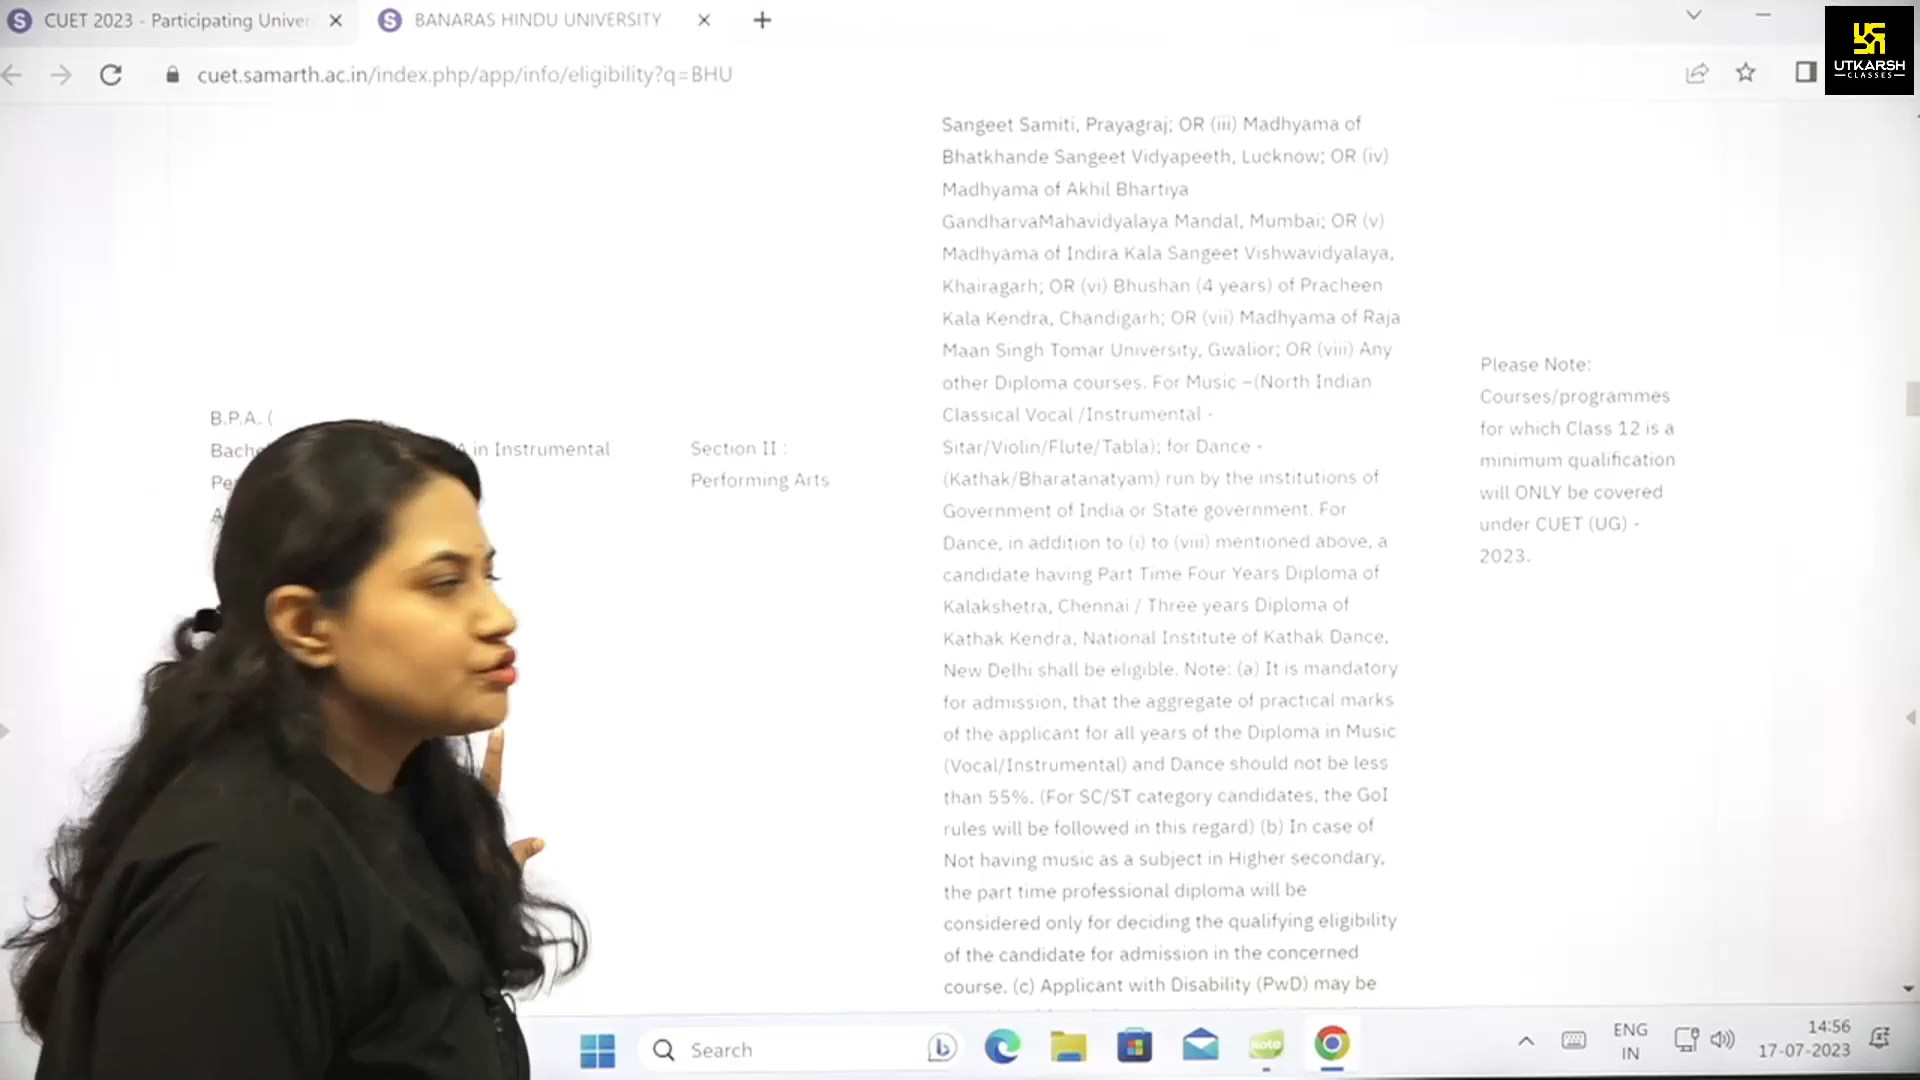 CUET 2023 - Participating Univer
BANARAS HINDU UNIVERSITY
cuet.samarth.ac.in/index.php/app/info/eligibility?q=BHU
UTKARSH
CLASSES
Sangeet Samiti, Prayagraj; OR (iii) Madhyama of
Bhatkhande Sangeet Vidyapeeth, Lucknow; OR (iv)
Madhyama of Akhil Bhartiya
GandharvaMahavidyalaya Mandal, Mumbai; OR (v)
Madhyama of Indira Kala Sangeet Vishwavidyalaya,
Khairagarh; OR (vi) Bhushan (4 years) of Pracheen
Kala Kendra, Chandigarh; OR (vii) Madhyama of Raja
Maan Singh Tomar University, Gwalior; OR (viii) Any
other Diploma courses. For Music –(North Indian
Classical Vocal /Instrumental -
Sitar/Violin/Flute/Tabla); for Dance -
(Kathak/Bharatanatyam) run by the institutions of
Government of India or State government. For
Dance, in addition to (i) to (viii) mentioned above, a
candidate having Part Time Four Years Diploma of
Kalakshetra, Chennai / Three years Diploma of
Kathak Kendra, National Institute of Kathak Dance,
New Delhi shall be eligible. Note: (a) It is mandatory
for admission, that the aggregate of practical marks
of the applicant for all years of the Diploma in Music
(Vocal/Instrumental) and Dance should not be less
than 55%. (For SC/ST category candidates, the GoI
rules will be followed in this regard) (b) In case of
Not having music as a subject in Higher secondary,
the part time professional diploma will be
considered only for deciding the qualifying eligibility
of the candidate for admission in the concerned
course. (c) Applicant with Disability (PwD) may be
B.P.A. (
Bache
Pe
A
A in Instrumental
Section II :
Performing Arts
Please Note:
Courses/programmes
for which Class 12 is a
minimum qualification
will ONLY be covered
under CUET (UG) -
2023.
Search
Note
ENG
IN
14:56
17-07-2023